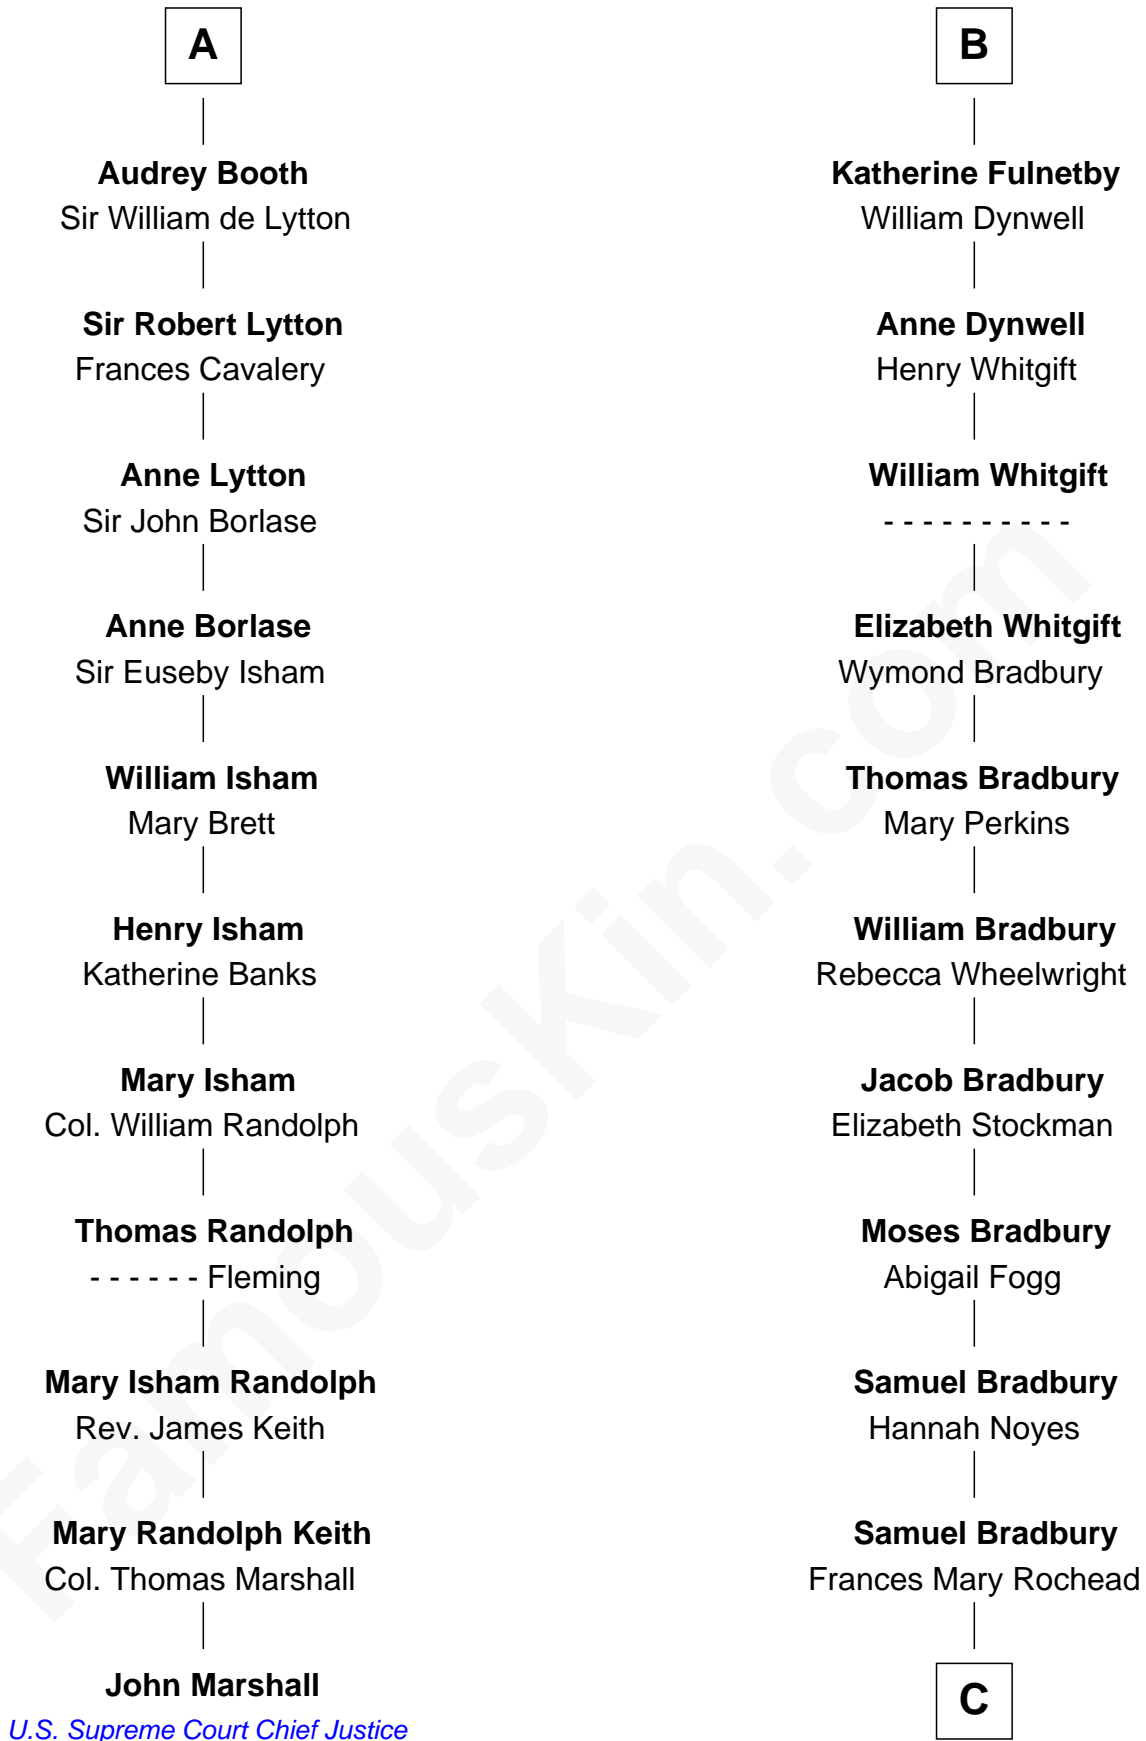 A
Audrey Booth
Sir William de Lytton
Sir Robert Lytton
Frances Cavalery
Anne Lytton
Sir John Borlase
Anne Borlase
Sir Euseby Isham
William Isham
Mary Brett
Henry Isham
Katherine Banks
Mary Isham
Col. William Randolph
Thomas Randolph
- - - - - - Fleming
Mary Isham Randolph
Rev. James Keith
Mary Randolph Keith
Col. Thomas Marshall
John Marshall
U.S. Supreme Court Chief Justice
B
Katherine Fulnetby
William Dynwell
Anne Dynwell
Henry Whitgift
William Whitgift
- - - - - - - - - -
Elizabeth Whitgift
Wymond Bradbury
Thomas Bradbury
Mary Perkins
William Bradbury
Rebecca Wheelwright
Jacob Bradbury
Elizabeth Stockman
Moses Bradbury
Abigail Fogg
Samuel Bradbury
Hannah Noyes
Samuel Bradbury
Frances Mary Rochead
C
FamousKin.com